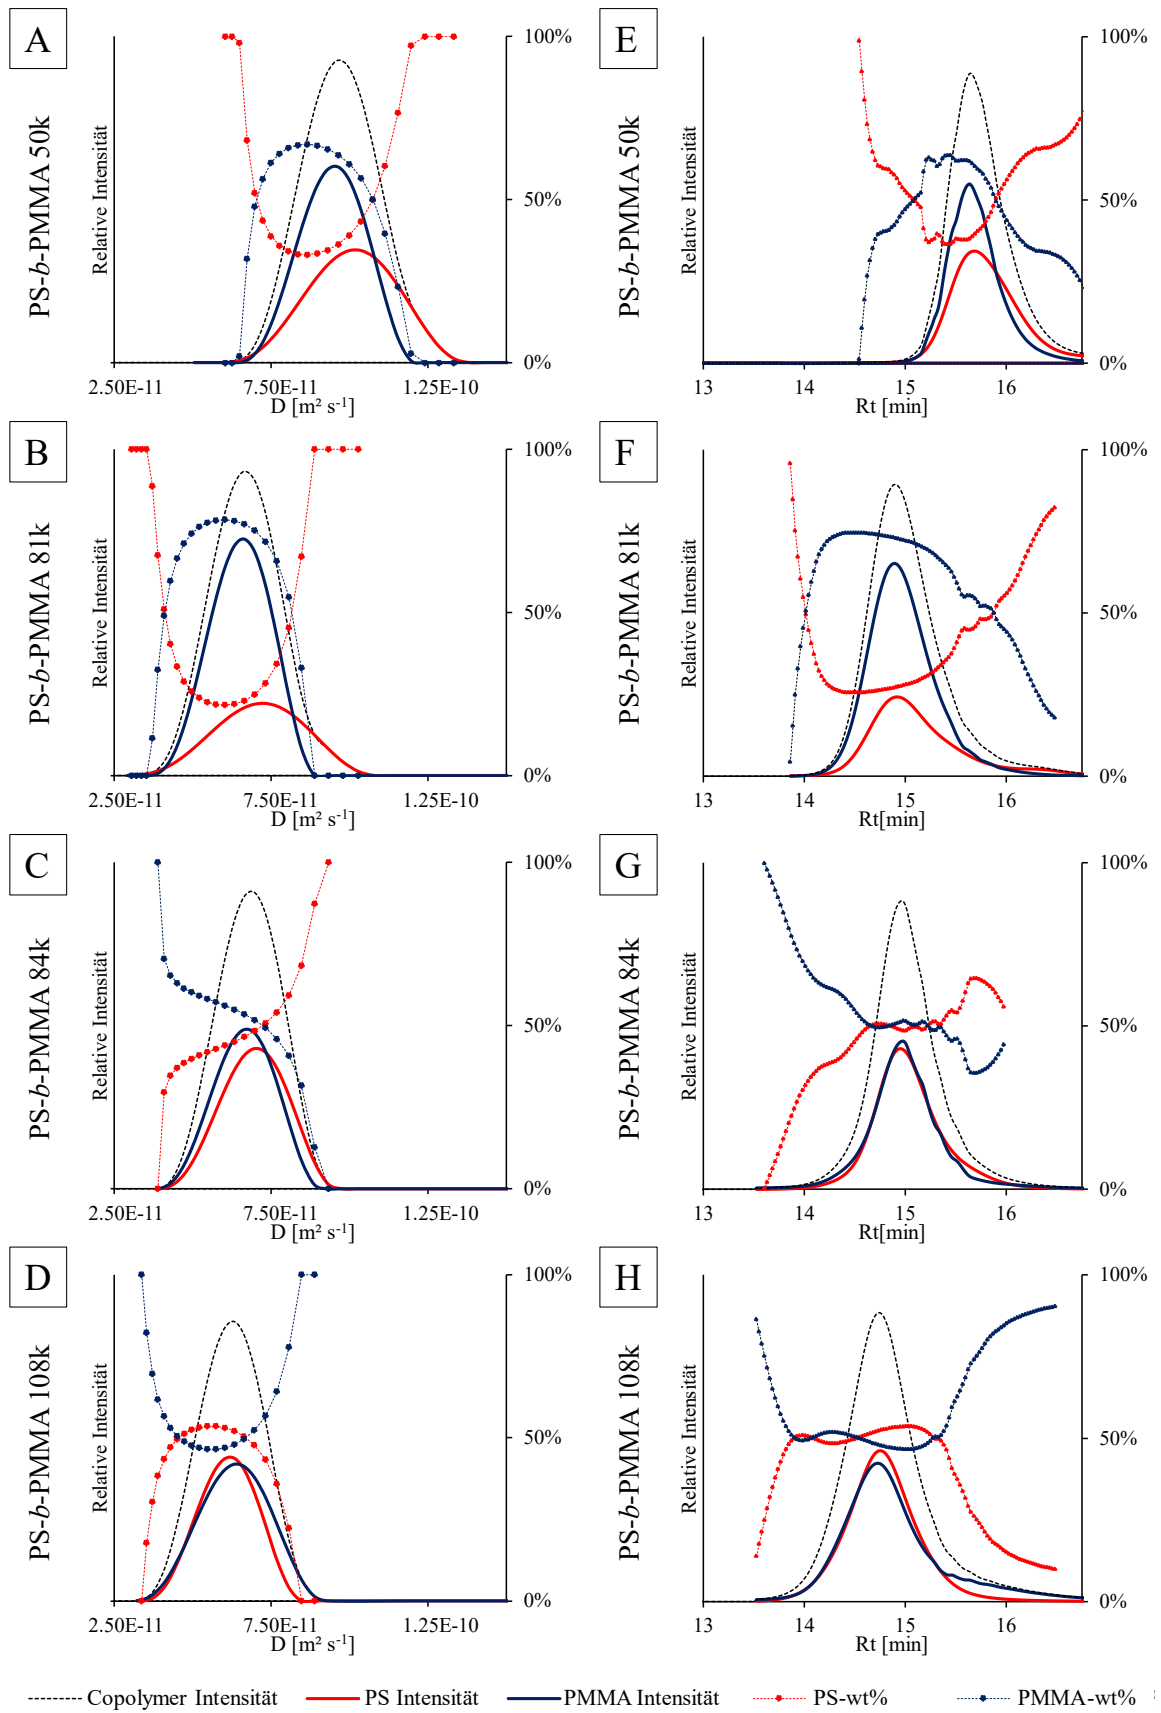 A
PS-b-PMMA 50k
Relative Intensität
100%
50%
0%
2.50E-11 7.50E-11 1.25E-10
D [m² s⁻¹]
E
PS-b-PMMA 50k
Relative Intensität
100%
50%
0%
13 14 15 16
Rt [min]
B
PS-b-PMMA 81k
Relative Intensität
100%
50%
0%
2.50E-11 7.50E-11 1.25E-10
D [m² s⁻¹]
F
PS-b-PMMA 81k
Relative Intensität
100%
50%
0%
13 14 15 16
Rt[min]
C
PS-b-PMMA 84k
Relative Intensität
100%
50%
0%
2.50E-11 7.50E-11 1.25E-10
D [m² s⁻¹]
G
PS-b-PMMA 84k
Relative Intensität
100%
50%
0%
13 14 15 16
Rt[min]
D
PS-b-PMMA 108k
Relative Intensität
100%
50%
0%
2.50E-11 7.50E-11 1.25E-10
D [m² s⁻¹]
H
PS-b-PMMA 108k
Relative Intensität
100%
50%
0%
13 14 15 16
Rt [min]
Copolymer Intensität PS Intensität PMMA Intensität PS-wt% PMMA-wt%